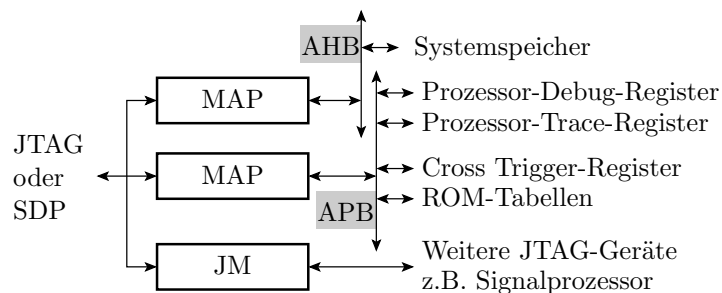 AHB
Systemspeicher
MAP
Prozessor-Debug-Register
Prozessor-Trace-Register
JTAG
oder
SDP
MAP
Cross Trigger-Register
APB
ROM-Tabellen
JM
Weitere JTAG-Geräte
z.B. Signalprozessor